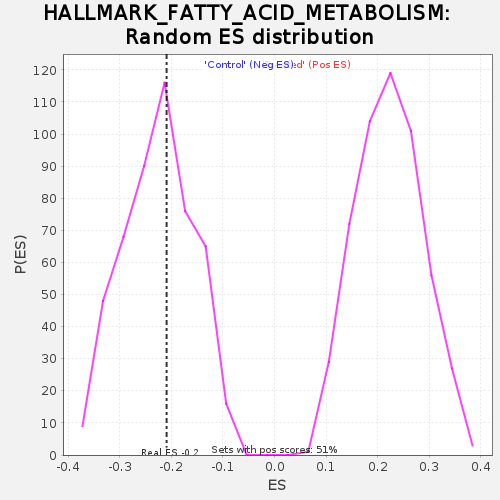 HALLMARK_FATTY_ACID_METABOLISM:
Random ES distribution
'Control' (Neg ES) d' (Pos ES)
120
110
100
90
80
70
60
50
40
30
20
10
0
P(ES)
Real ES -0.2
Sets with pos scores: 51%
-0.4 -0.3 -0.2 -0.1 0.0 0.1 0.2 0.3 0.4
ES